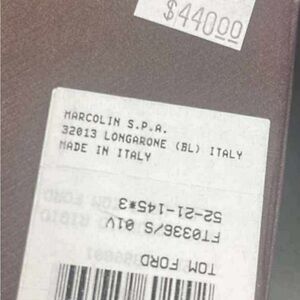 $440.00
MARCOLIN S.P.A.
32013 LONGARONE (BL) ITALY
MADE IN ITALY
TOM FORD
FT0336/S 01V
52-21-145*3